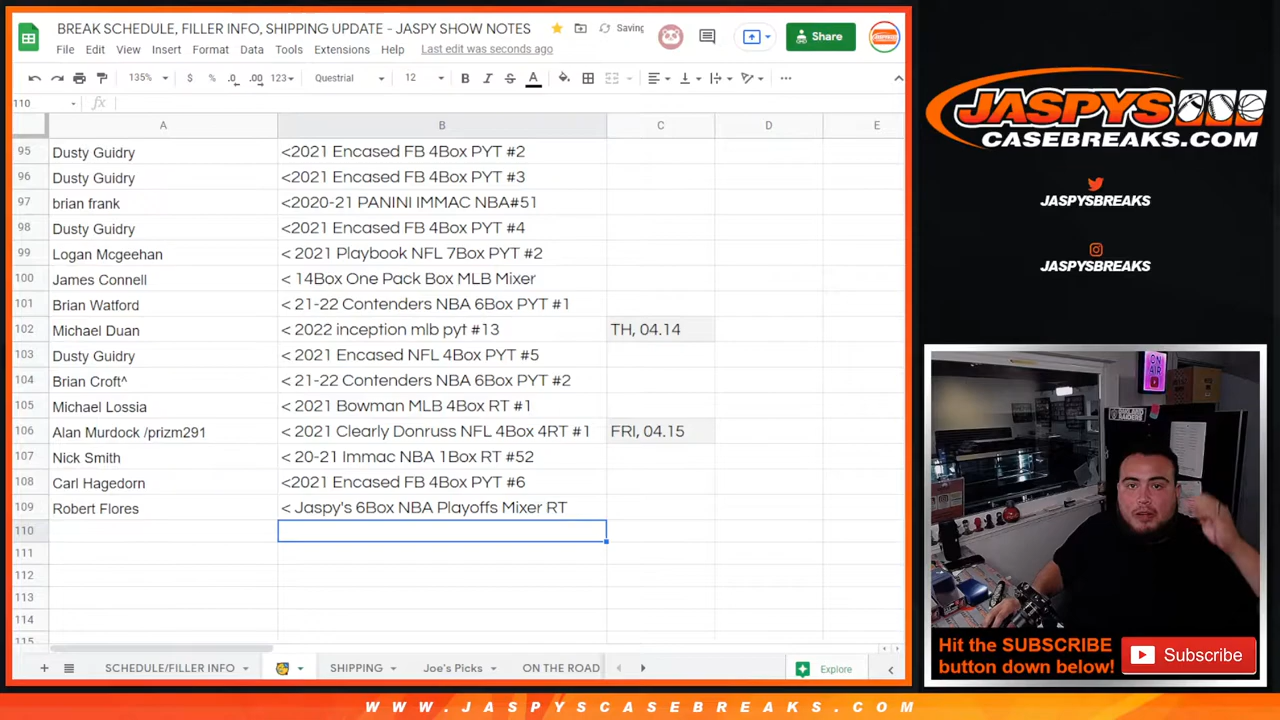 BREAK SCHEDULE, FILLER INFO, SHIPPING UPDATE - JASPY SHOW NOTES
Saving
Share
File Edit View Insert Format Data Tools Extensions Help Last edit was seconds ago
135% $ % .0 .00 123 Questrial 12 B I S A
110 fx
A B C D E
95 Dusty Guidry <2021 Encased FB 4Box PYT #2
96 Dusty Guidry <2021 Encased FB 4Box PYT #3
97 brian frank <2020-21 PANINI IMMAC NBA#51
98 Dusty Guidry <2021 Encased FB 4Box PYT #4
99 Logan Mcgeehan < 2021 Playbook NFL 7Box PYT #2
100 James Connell < 14Box One Pack Box MLB Mixer
101 Brian Watford < 21-22 Contenders NBA 6Box PYT #1
102 Michael Duan < 2022 inception mlb pyt #13 TH, 04.14
103 Dusty Guidry < 2021 Encased NFL 4Box PYT #5
104 Brian Croft^ < 21-22 Contenders NBA 6Box PYT #2
105 Michael Lossia < 2021 Bowman MLB 4Box RT #1
106 Alan Murdock /prizm291 < 2021 Clearly Donruss NFL 4Box 4RT #1 FRI, 04.15
107 Nick Smith < 20-21 Immac NBA 1Box RT #52
108 Carl Hagedorn <2021 Encased FB 4Box PYT #6
109 Robert Flores < Jaspy's 6Box NBA Playoffs Mixer RT
110
111
112
113
114
115
SCHEDULE/FILLER INFO SHIPPING Joe's Picks ON THE ROAD Explore
JASPYS
CASEBREAKS.COM
JASPYSBREAKS
JASPYSBREAKS
ON AIR
Hit the SUBSCRIBE
button down below!
Subscribe
WWW.JASPYSCASEBREAKS.COM